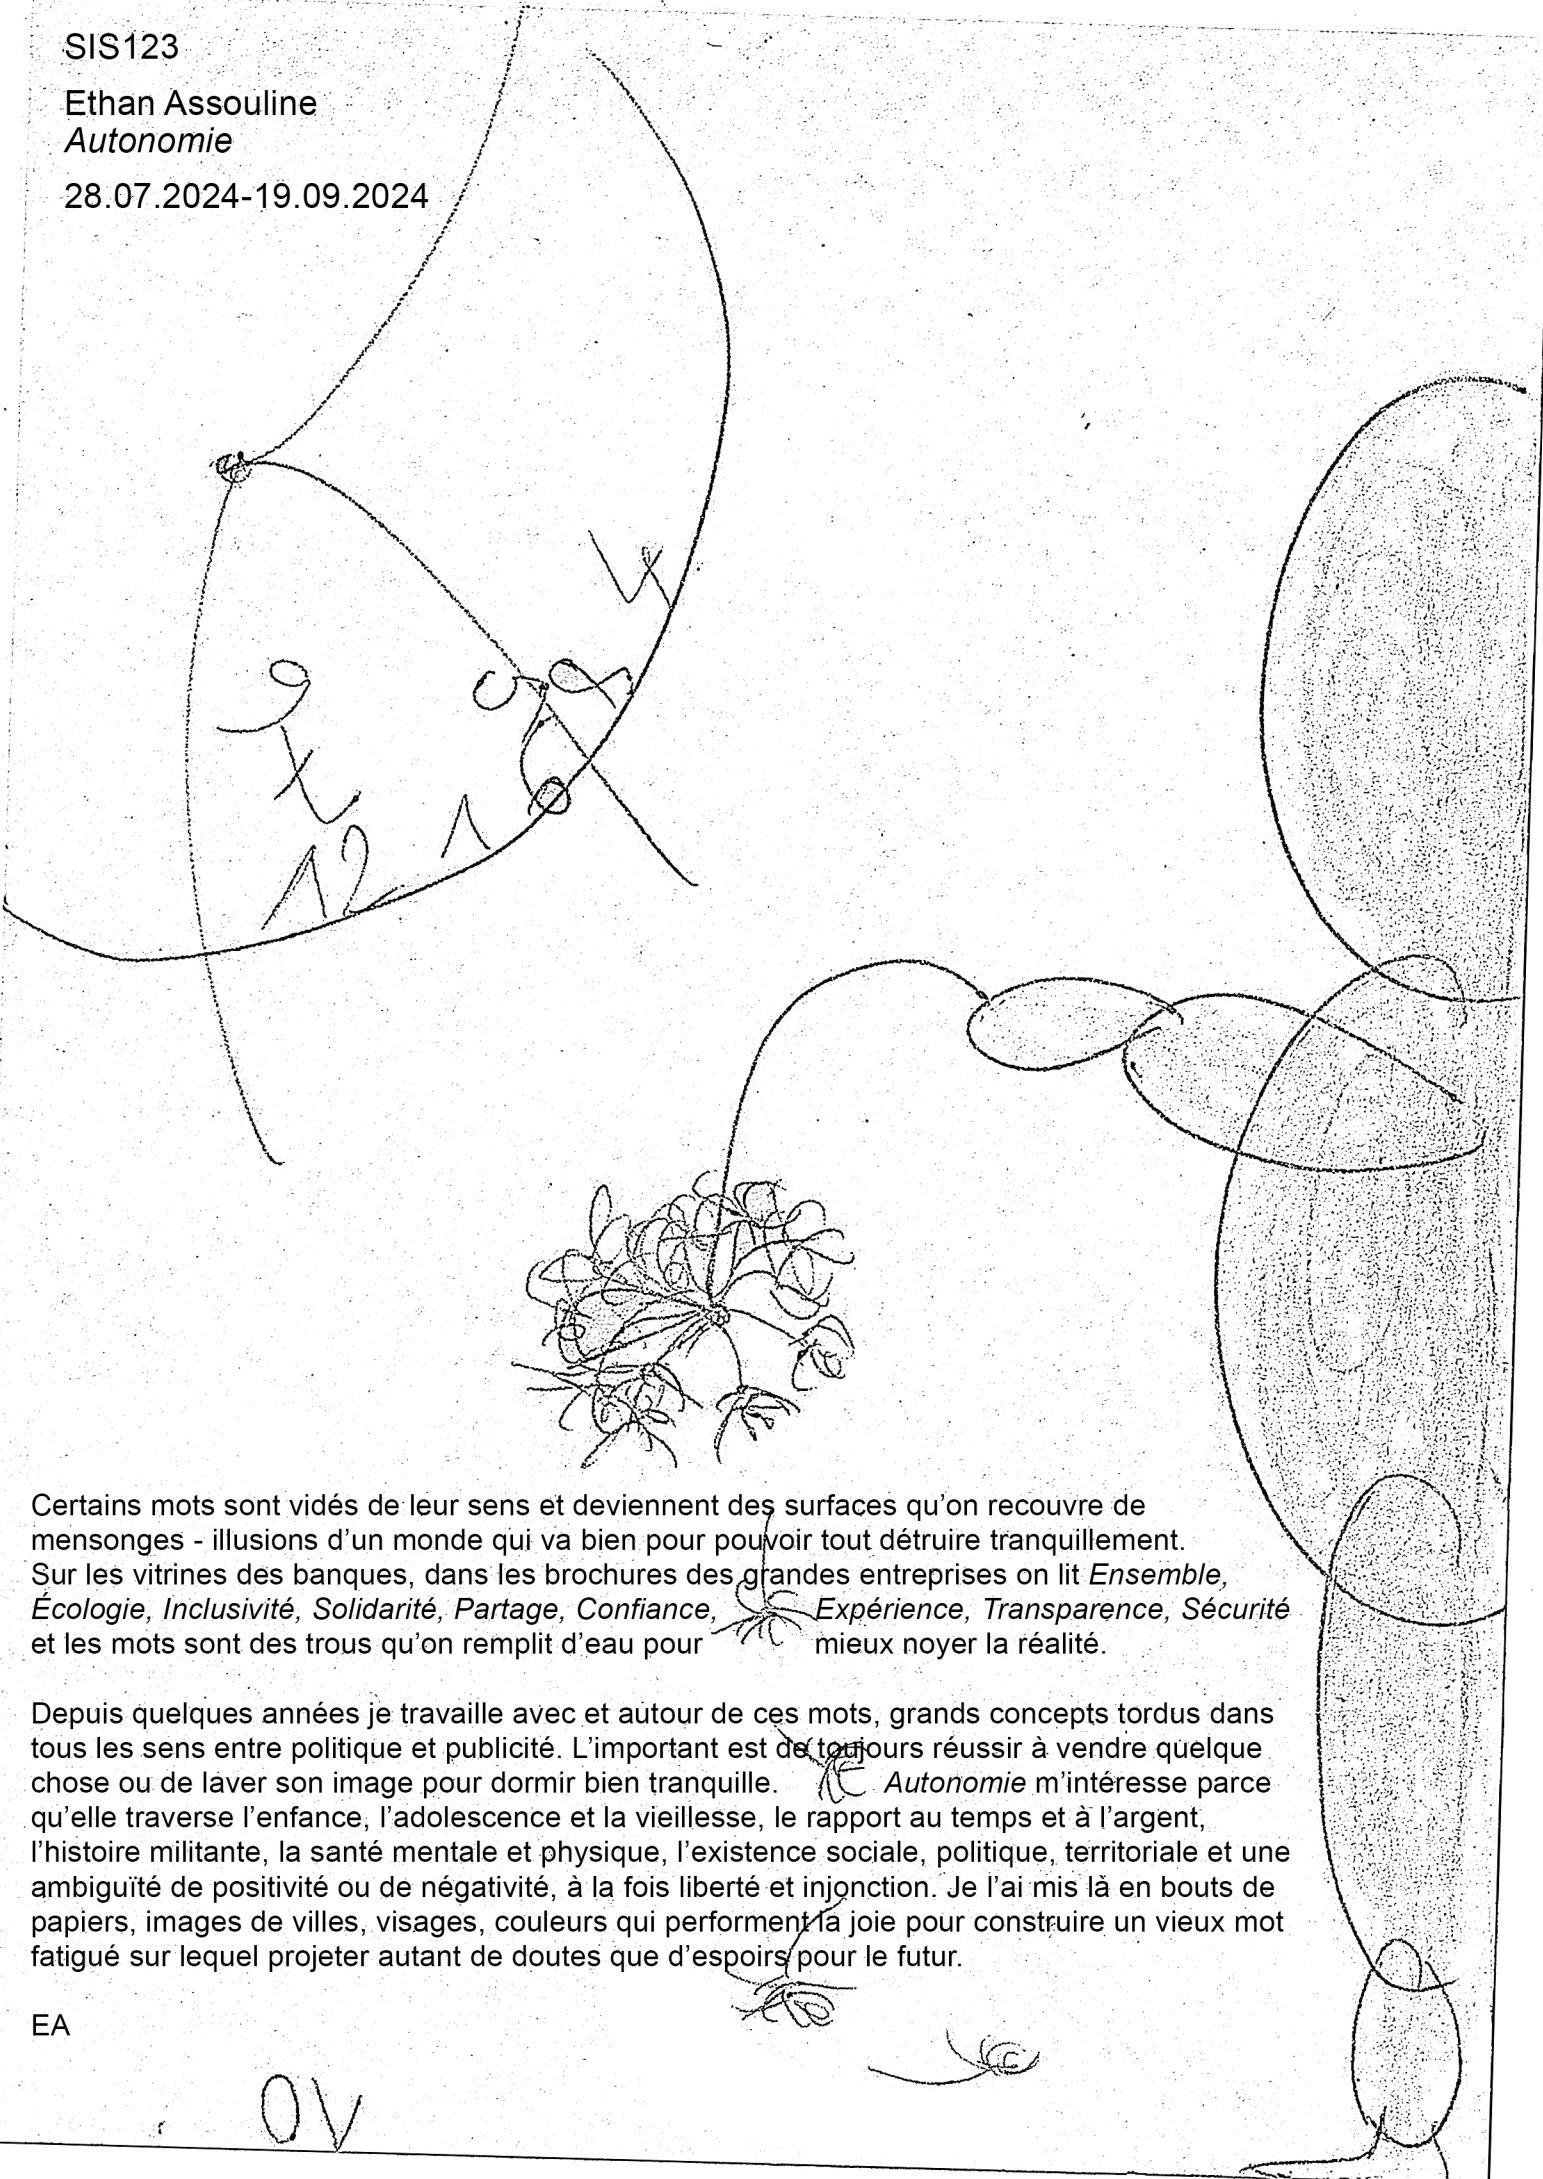 SIS123
Ethan Assouline
Autonomie
28.07.2024-19.09.2024
4
12
1
Certains mots sont vidés de leur sens et deviennent des surfaces qu’on recouvre de
mensonges - illusions d’un monde qui va bien pour pouvoir tout détruire tranquillement.
Sur les vitrines des banques, dans les brochures des grandes entreprises on lit Ensemble,
Écologie, Inclusivité, Solidarité, Partage, Confiance, Expérience, Transparence, Sécurité
et les mots sont des trous qu’on remplit d’eau pour mieux noyer la réalité.
Depuis quelques années je travaille avec et autour de ces mots, grands concepts tordus dans
tous les sens entre politique et publicité. L’important est de toujours réussir à vendre quelque
chose ou de laver son image pour dormir bien tranquille. Autonomie m’intéresse parce
qu’elle traverse l’enfance, l’adolescence et la vieillesse, le rapport au temps et à l’argent,
l’histoire militante, la santé mentale et physique, l’existence sociale, politique, territoriale et une
ambiguïté de positivité ou de négativité, à la fois liberté et injonction. Je l’ai mis là en bouts de
papiers, images de villes, visages, couleurs qui performent la joie pour construire un vieux mot
fatigué sur lequel projeter autant de doutes que d’espoirs pour le futur.
EA